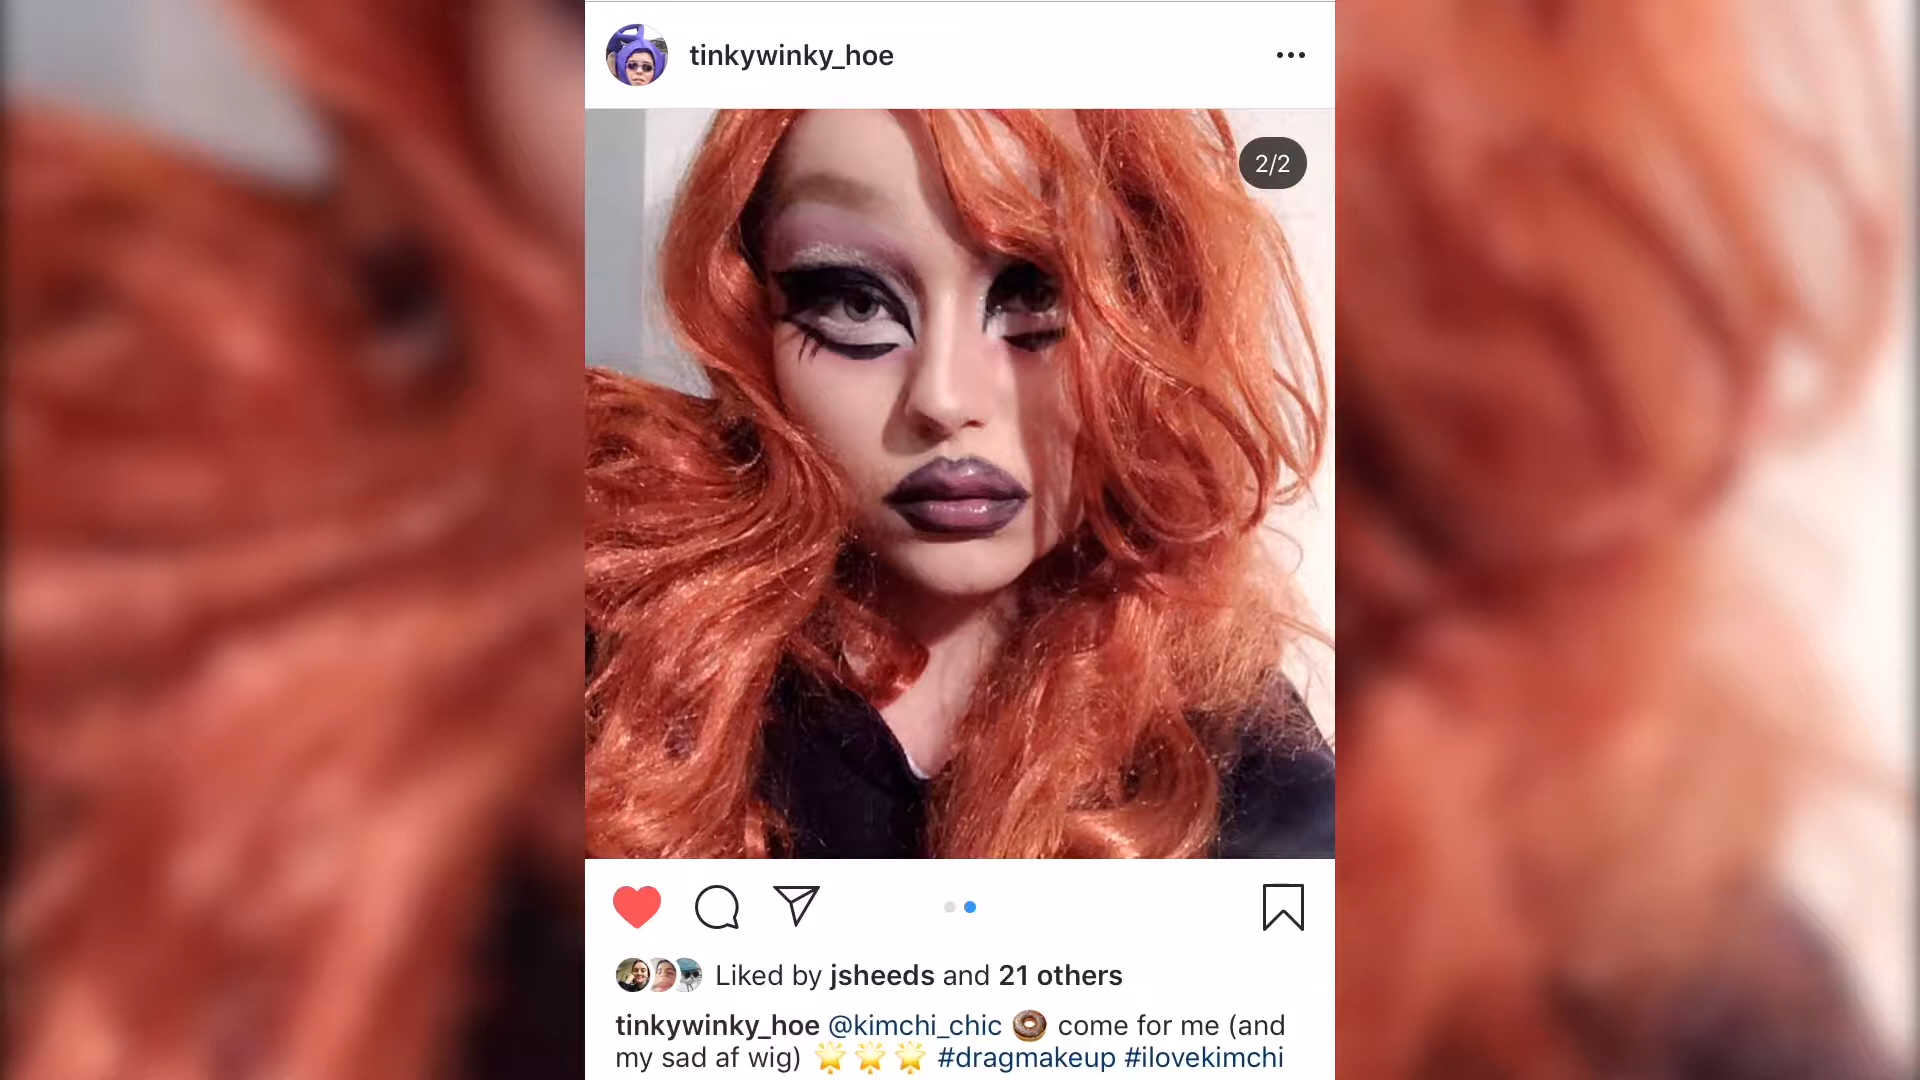 tinkywinky_hoe
2/2
Liked by jsheeds and 21 others
tinkywinky_hoe @kimchi_chic 🍩 come for me (and
my sad af wig) 🌟🌟🌟 #dragmakeup #ilovekimchi